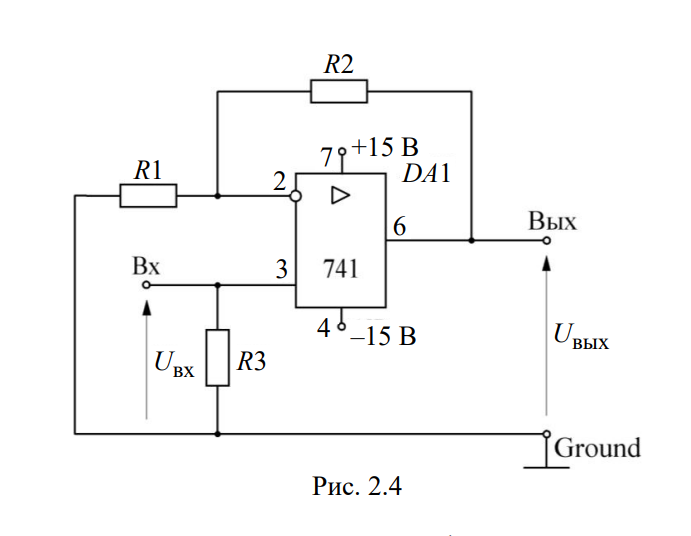 R2
7 +15 В
R1
2
DA1
6
Вых
Вх
3
741
4 –15 В
Uвх
R3
Uвых
Ground
Рис. 2.4